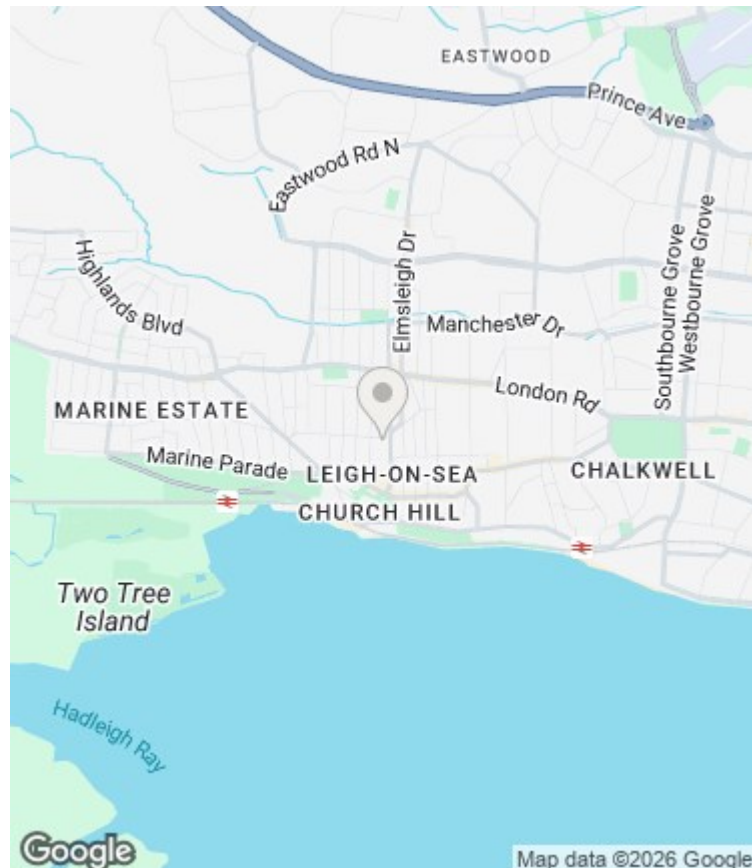 EASTWOOD
Prince Ave
Eastwood Rd N
Highlands Blvd
Elmsleigh Dr
Southbourne Grove
Westbourne Grove
Manchester Dr
London Rd
MARINE ESTATE
Marine Parade
LEIGH-ON-SEA
CHALKWELL
CHURCH HILL
Two Tree
Island
Hadleigh Ray
Google
Map data ©2026 Google